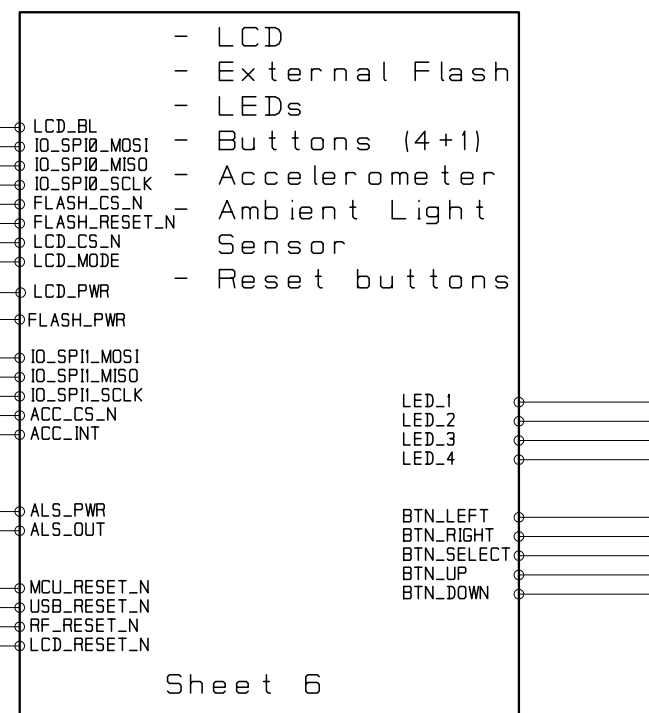 - LCD
- External Flash
- LEDs
- Buttons (4+1)
- Accelerometer
- Ambient Light
Sensor
- Reset buttons
LCD_BL
IO_SPI0_MOSI
IO_SPI0_MISO
IO_SPI0_SCLK
FLASH_CS_N
FLASH_RESET_N
LCD_CS_N
LCD_MODE
LCD_PWR
FLASH_PWR
IO_SPI1_MOSI
IO_SPI1_MISO
IO_SPI1_SCLK
ACC_CS_N
ACC_INT
ALS_PWR
ALS_OUT
MCU_RESET_N
USB_RESET_N
RF_RESET_N
LCD_RESET_N
LED_1
LED_2
LED_3
LED_4
BTN_LEFT
BTN_RIGHT
BTN_SELECT
BTN_UP
BTN_DOWN
Sheet 6